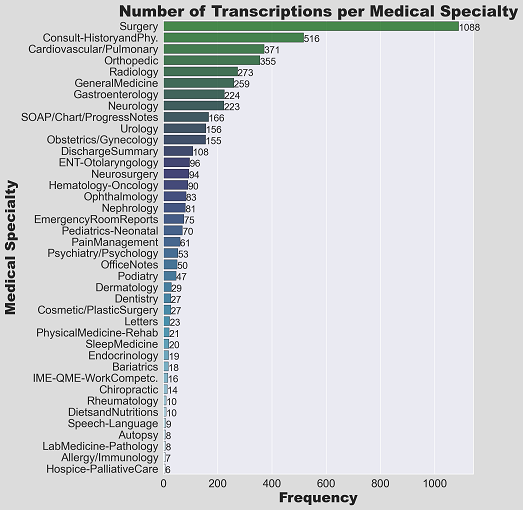 Number of Transcriptions per Medical Specialty
Surgery 1088
Consult-HistoryandPhy. 516
Cardiovascular/Pulmonary 371
Orthopedic 355
Radiology 273
GeneralMedicine 259
Gastroenterology 224
Neurology 223
SOAP/Chart/ProgressNotes 166
Urology 156
Obstetrics/Gynecology 155
DischargeSummary 108
ENT-Otolaryngology 96
Neurosurgery 94
Hematology-Oncology 90
Ophthalmology 83
Nephrology 81
EmergencyRoomReports 75
Pediatrics-Neonatal 70
PainManagement 61
Psychiatry/Psychology 53
OfficeNotes 50
Podiatry 47
Dermatology 29
Dentistry 27
Cosmetic/PlasticSurgery 27
Letters 23
PhysicalMedicine-Rehab 21
SleepMedicine 20
Endocrinology 19
Bariatrics 18
IME-QME-WorkCompetc. 16
Chiropractic 14
Rheumatology 10
DietsandNutritions 10
Speech-Language 9
Autopsy 8
LabMedicine-Pathology 8
Allergy/Immunology 7
Hospice-PalliativeCare 6
0 200 400 600 800 1000
Frequency
Medical Specialty